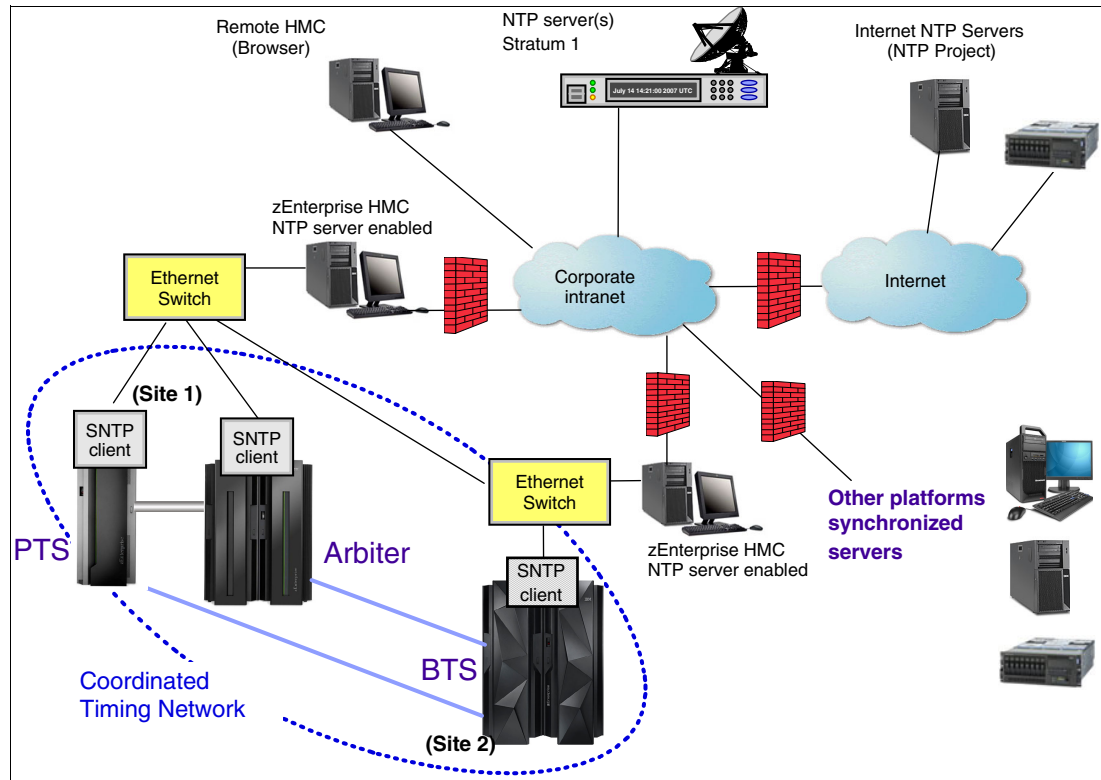 Remote HMC
(Browser)
NTP server(s)
Stratum 1
July 14 14:21:00 2007 UTC
Internet NTP Servers
(NTP Project)
zEnterprise HMC
NTP server enabled
Ethernet
Switch
Corporate
intranet
Internet
(Site 1)
SNTP
client
SNTP
client
PTS
Arbiter
Ethernet
Switch
zEnterprise HMC
NTP server enabled
Other platforms
synchronized
servers
SNTP
client
BTS
Coordinated
Timing Network
(Site 2)